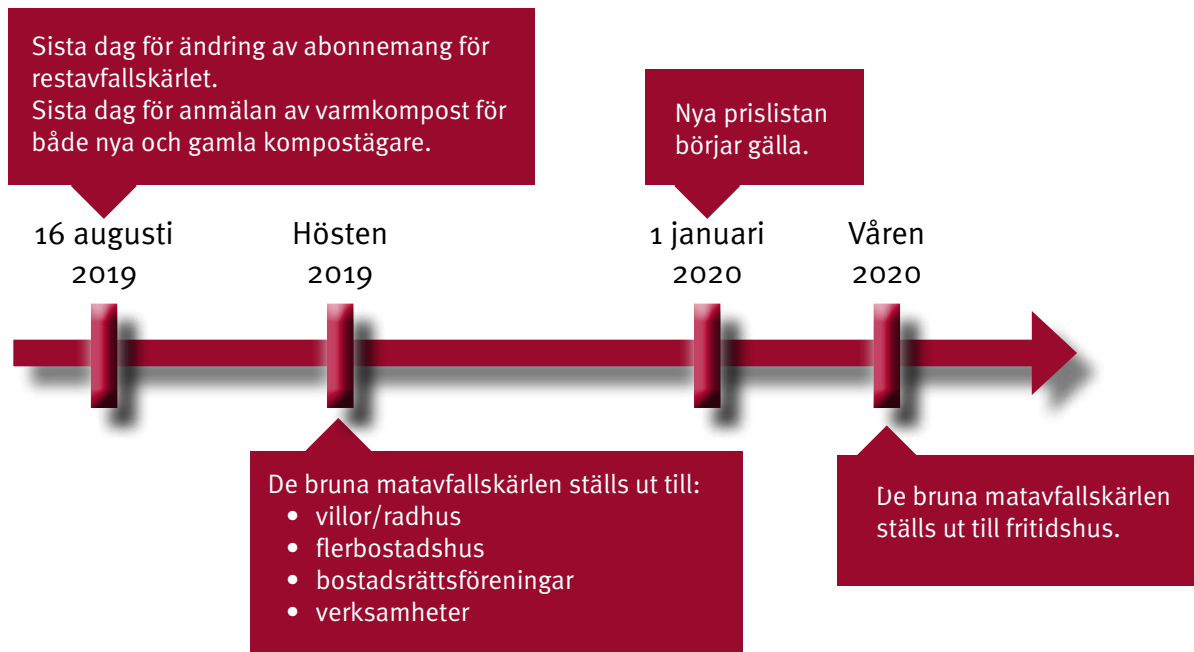 Sista dag för ändring av abonnemang för
restavfallskärlet.
Sista dag för anmälan av varmkompost för
både nya och gamla kompostägare.
Nya prislistan
börjar gälla.
16 augusti
2019
Hösten
2019
1 januari
2020
Våren
2020
De bruna matavfallskärlen ställs ut till:
• villor/radhus
• flerbostadshus
• bostadsrättsföreningar
• verksamheter
De bruna matavfallskärlen
ställs ut till fritidshus.